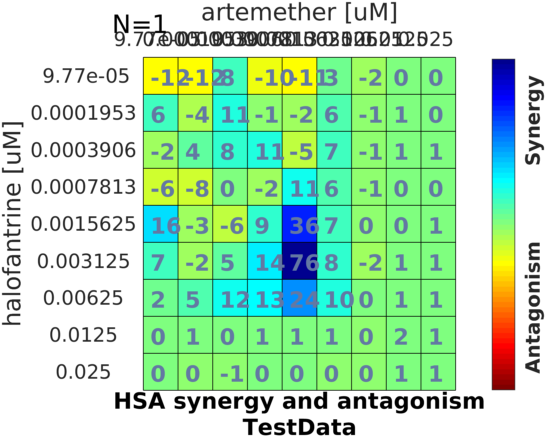 artemether [uM]
N=1
halofantrine [uM]
9.77e-05 -12 -12 8 -10 -11 3 -2 0 0
0.0001953 6 -4 11 -1 -2 6 -1 1 0
0.0003906 -2 4 8 11 -5 7 -1 1 1
0.0007813 -6 -8 0 -2 11 6 -1 0 0
0.0015625 16 -3 -6 9 36 7 0 0 1
0.003125 7 -2 5 14 76 8 -2 1 1
0.00625 2 5 12 13 24 10 0 1 1
0.0125 0 1 0 1 1 1 0 2 1
0.025 0 0 -1 0 0 0 0 1 1
Synergy
Antagonism
HSA synergy and antagonism
TestData